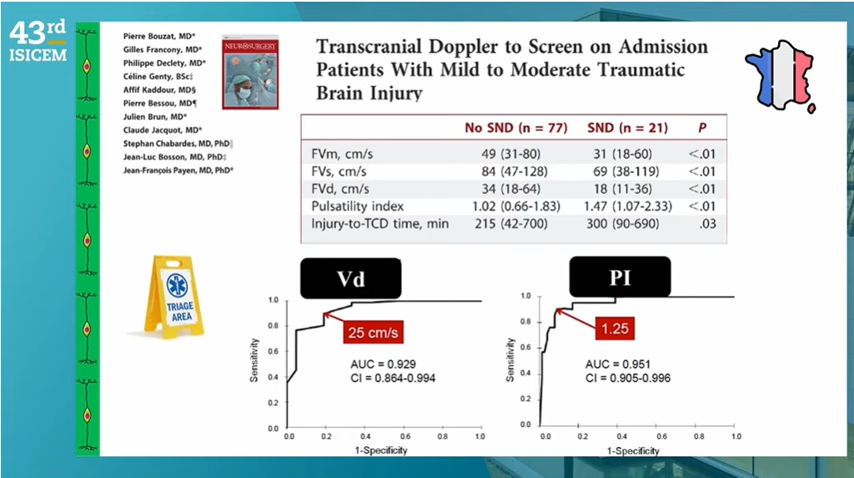 43rd
ISICEM
Pierre Bouzat, MD*
Gilles Francony, MD*
Philippe Declety, MD*
Céline Genty, BSc‡
Affif Kaddour, MD§
Pierre Bessou, MD¶
Julien Brun, MD*
Claude Jacquot, MD*
Stephan Chabardes, MD, PhD||
Jean-Luc Bosson, MD, PhD‡
Jean-François Payen, MD, PhD*
NEUROSURGERY
Transcranial Doppler to Screen on Admission
Patients With Mild to Moderate Traumatic
Brain Injury
No SND (n = 77) SND (n = 21) P
FVm, cm/s 49 (31-80) 31 (18-60) <.01
FVs, cm/s 84 (47-128) 69 (38-119) <.01
FVd, cm/s 34 (18-64) 18 (11-36) <.01
Pulsatility index 1.02 (0.66-1.83) 1.47 (1.07-2.33) <.01
Injury-to-TCD time, min 215 (42-700) 300 (90-690) .03
TRIAGE
AREA
Vd
1.0
0.8
0.6
0.4
0.2
0.0
Sensitivity
25 cm/s
AUC = 0.929
CI = 0.864-0.994
0.0 0.2 0.4 0.6 0.8 1.0
1-Specificity
PI
1.0
0.8
0.6
0.4
0.2
0.0
Sensitivity
1.25
AUC = 0.951
CI = 0.905-0.996
0.0 0.2 0.4 0.6 0.8 1.0
1-Specificity